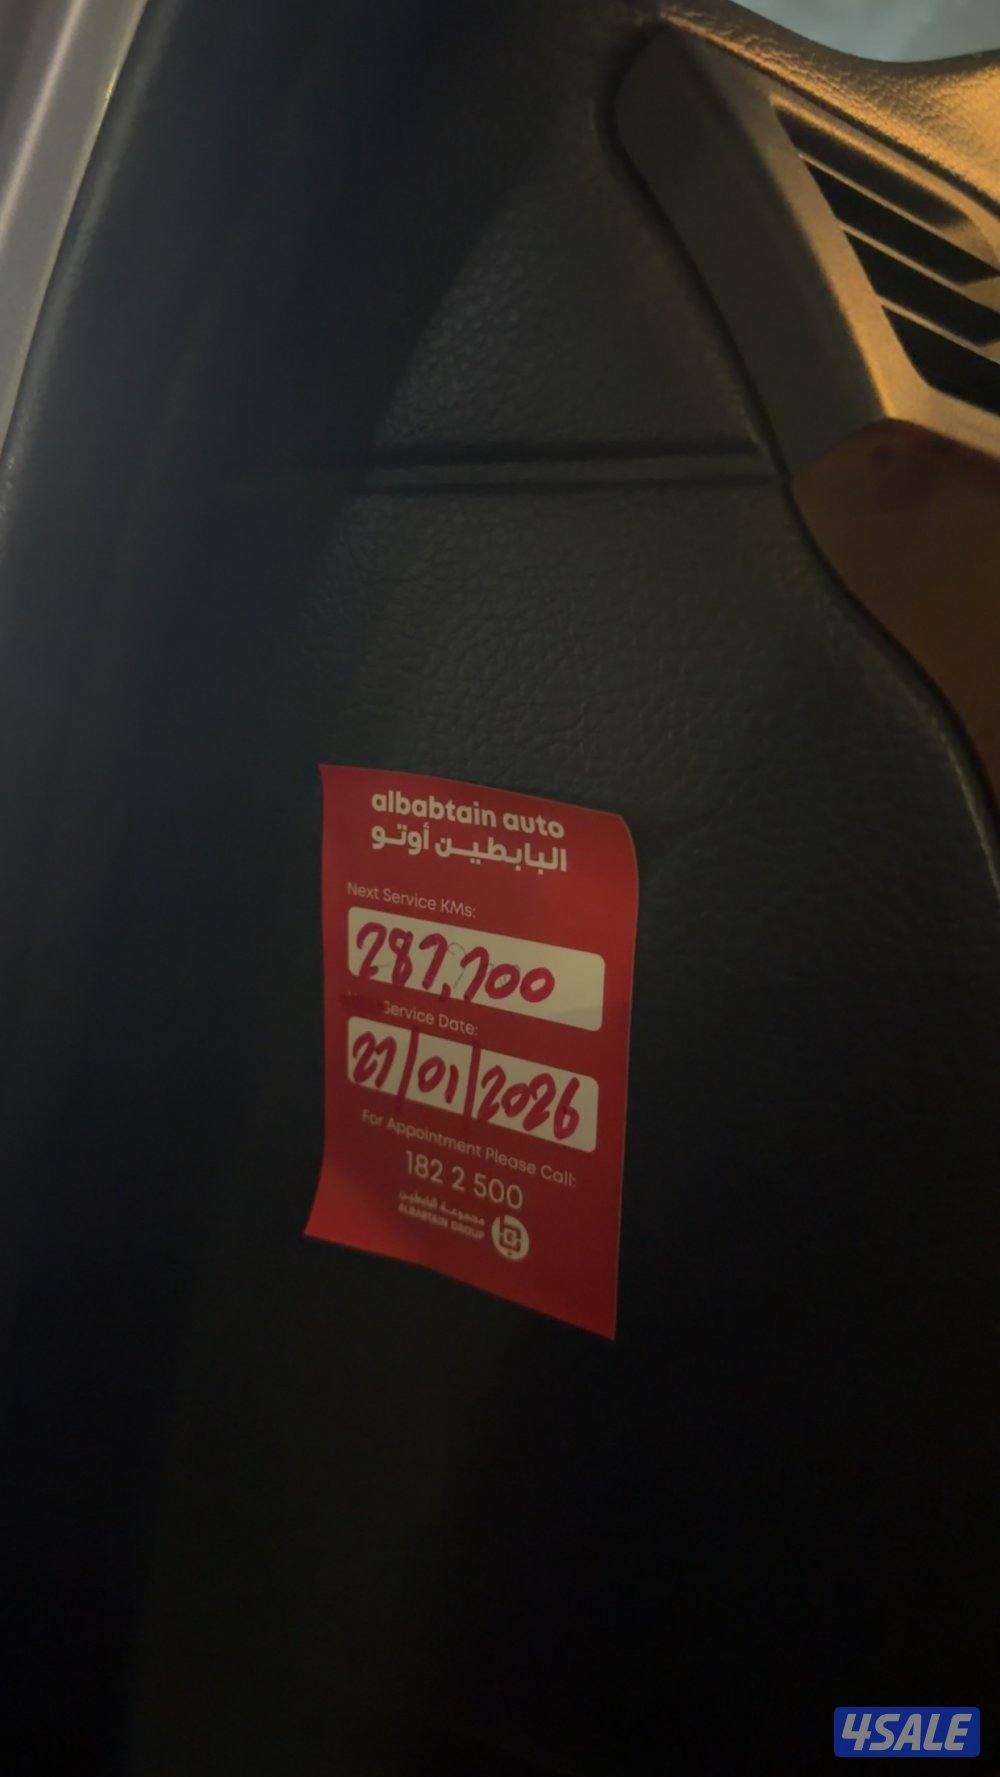 albabtain auto
البابطين أوتو
Next Service KMs:
287,700
Service Date:
27/01/2026
For Appointment Please Call:
182 2 500
مجموعة البابطين
ALBABTAIN GROUP
4SALE